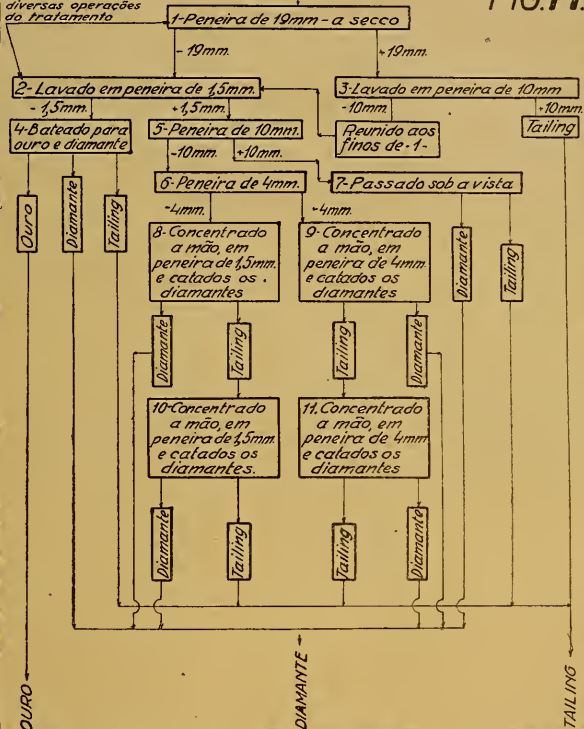 diversas operações
do tratamento
FIG.11.
1-Peneira de 19mm-a secco
-19mm.
+19mm.
2-Lavado em peneira de 1,5mm.
3-Lavado em peneira de 10mm
-1,5mm.
+1,5mm.
-10mm.
+10mm.
4-Bateado para
ouro e diamante
5-Peneira de 10mm.
Reunido aos
finos de -1-
Tailing
-10mm.
+10mm.
6-Peneira de 4mm.
7-Passado sob a vista
Ouro
Diamante
Tailing
-4mm.
+4mm.
8-Concentrado
a mão, em
peneira de 1,5mm.
e catados os
diamantes
9-Concentrado
a mão, em
peneira de 4mm.
e catados os
diamantes
Diamante
Tailing
Diamante
Tailing
Tailing
Diamante
10-Concentrado
a mão, em
peneira de 1,5mm.
e catados os
diamantes.
11.Concentrado
a mão, em
peneira de 4mm
e catados os
diamantes
Diamante
Tailing
Tailing
Diamante
OURO
DIAMANTE
TAILING